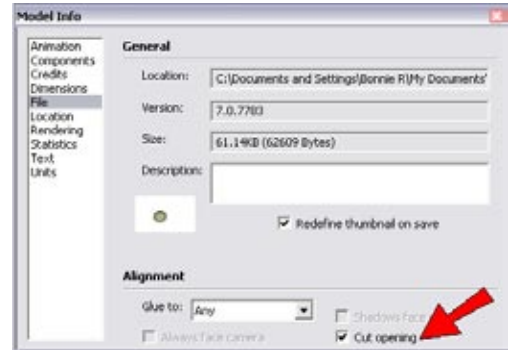 Model Info
Animation
Components
Credits
Dimensions
File
Location
Rendering
Statistics
Text
Units
General
Location: C:\Documents and Settings\Bonnie R\My Documents'
Version: 7.0.7783
Size: 61.14KB (62609 Bytes)
Description:
Redefine thumbnail on save
Alignment
Glue to: Any
Shadows face
Always face camera
Cut opening